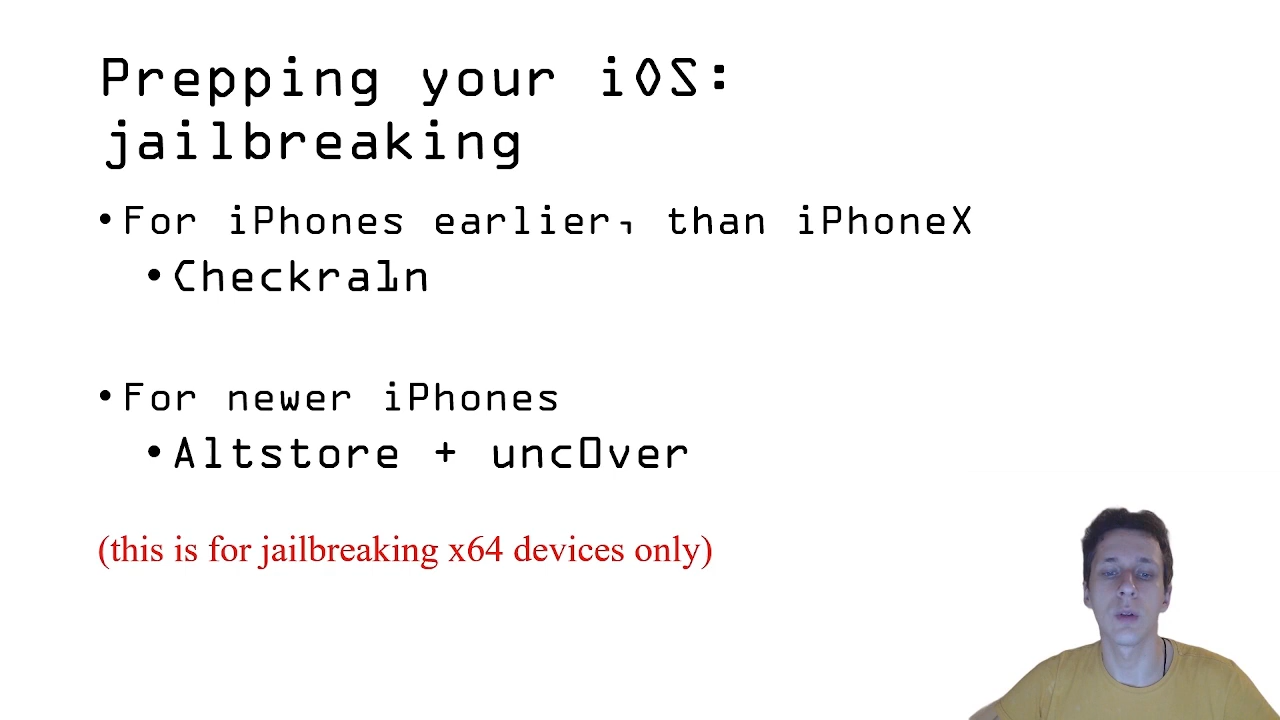 Prepping your iOS:
jailbreaking
• For iPhones earlier, than iPhoneX
• Checkra1n
• For newer iPhones
• Altstore + unc0ver
(this is for jailbreaking x64 devices only)